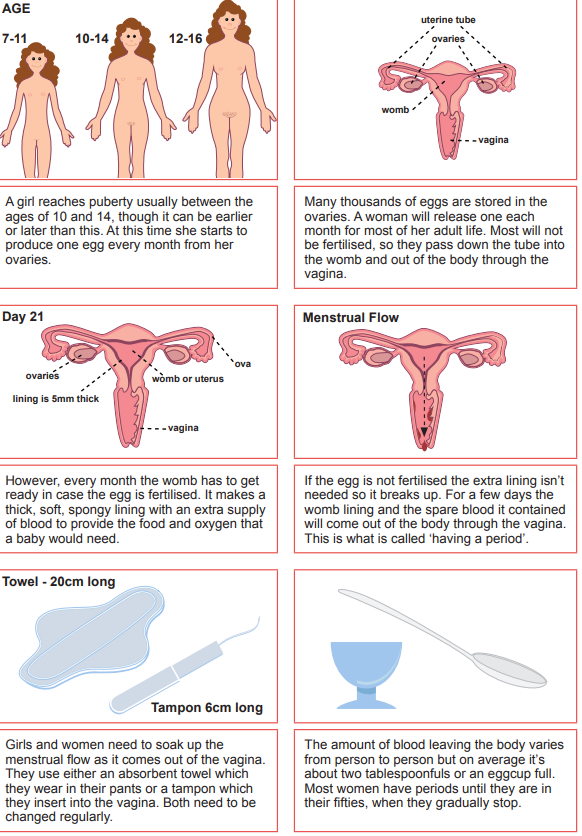 AGE
7-11
10-14
12-16
uterine tube
ovaries
womb
vagina
A girl reaches puberty usually between the
ages of 10 and 14, though it can be earlier
or later than this. At this time she starts to
produce one egg every month from her
ovaries.
Many thousands of eggs are stored in the
ovaries. A woman will release one each
month for most of her adult life. Most will not
be fertilised, so they pass down the tube into
the womb and out of the body through the
vagina.
Day 21
ova
ovaries
womb or uterus
lining is 5mm thick
vagina
Menstrual Flow
However, every month the womb has to get
ready in case the egg is fertilised. It makes a
thick, soft, spongy lining with an extra supply
of blood to provide the food and oxygen that
a baby would need.
If the egg is not fertilised the extra lining isn't
needed so it breaks up. For a few days the
womb lining and the spare blood it contained
will come out of the body through the vagina.
This is what is called ‘having a period’.
Towel - 20cm long
Tampon 6cm long
Girls and women need to soak up the
menstrual flow as it comes out of the vagina.
They use either an absorbent towel which
they wear in their pants or a tampon which
they insert into the vagina. Both need to be
changed regularly.
The amount of blood leaving the body varies
from person to person but on average it's
about two tablespoonfuls or an eggcup full.
Most women have periods until they are in
their fifties, when they gradually stop.